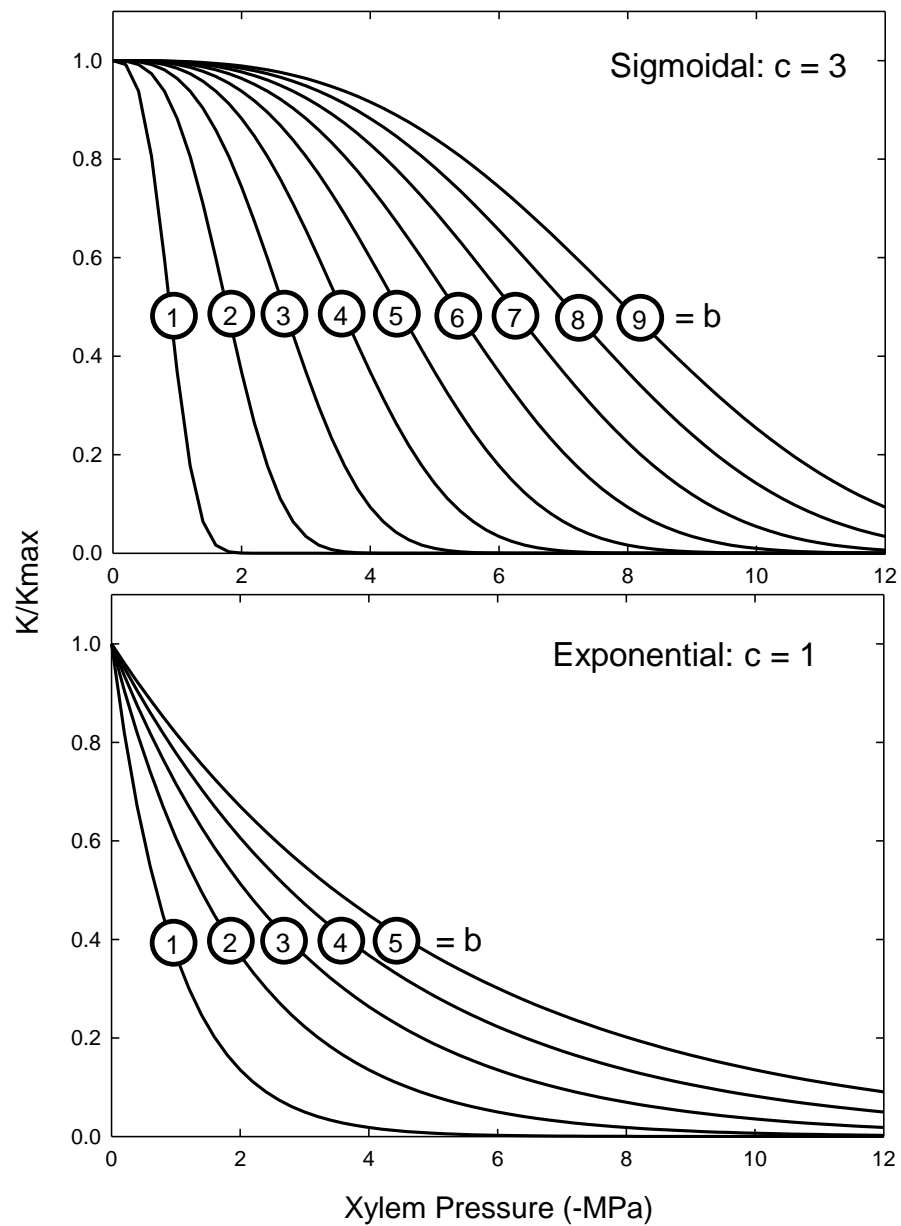 1.0
Sigmoidal: c = 3
0.8
0.6
1 2 3 4 5 6 7 8 9 = b
0.4
0.2
0.0
0 2 4 6 8 10 12
K/Kmax
1.0
Exponential: c = 1
0.8
0.6
0.4
1 2 3 4 5 = b
0.2
0.0
0 2 4 6 8 10 12
Xylem Pressure (-MPa)